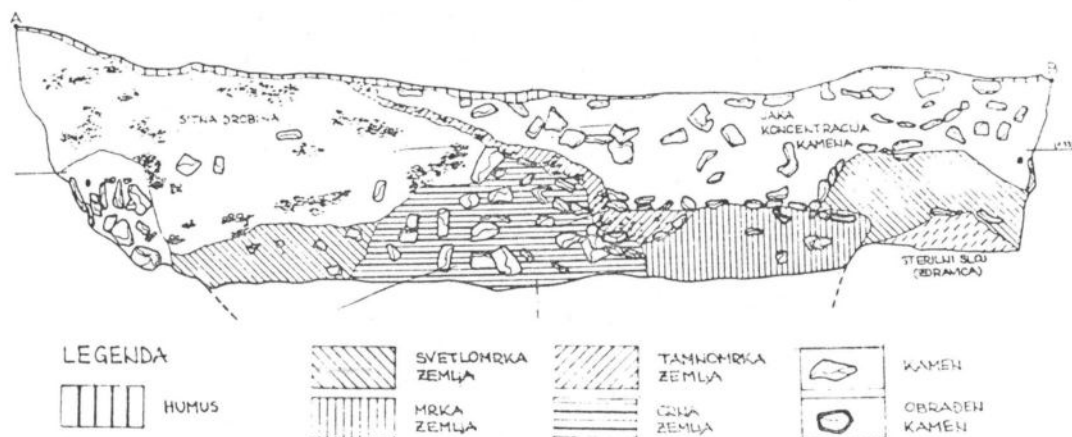 A
B
SITNA DROBINA
JAKA
KONCENTRACIJA
KAMENA
STERILNI SLOJ
(ZDRAVICA)
LEGENDA
HUMUS
SVETLOMRKA
ZEMLJA
MRKA
ZEMLJA
TAMNOMRKA
ZEMLJA
CRNA
ZEMLJA
KAMEN
OBRAĐEN
KAMEN